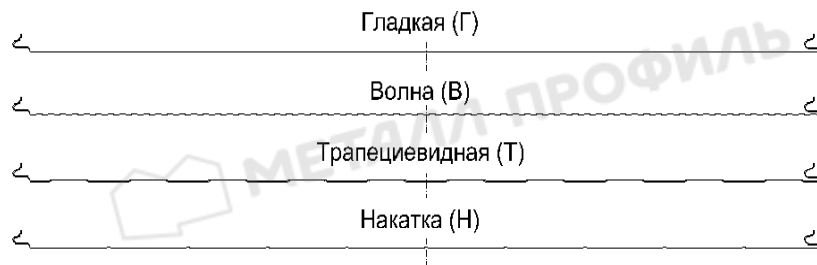 Гладкая (Г)
Волна (В)
Трапециевидная (Т)
Накатка (Н)
МЕТАЛЛ ПРОФИЛЬ